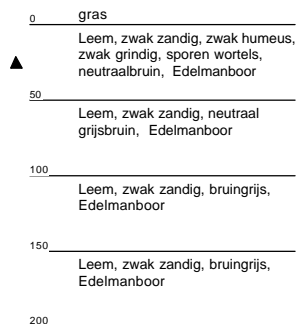 0 gras
Leem, zwak zandig, zwak humeus,
zwak grindig, sporen wortels,
neutraalbruin, Edelmanboor
50
Leem, zwak zandig, neutraal
grijsbruin, Edelmanboor
100
Leem, zwak zandig, bruingrijs,
Edelmanboor
150
Leem, zwak zandig, bruingrijs,
Edelmanboor
200